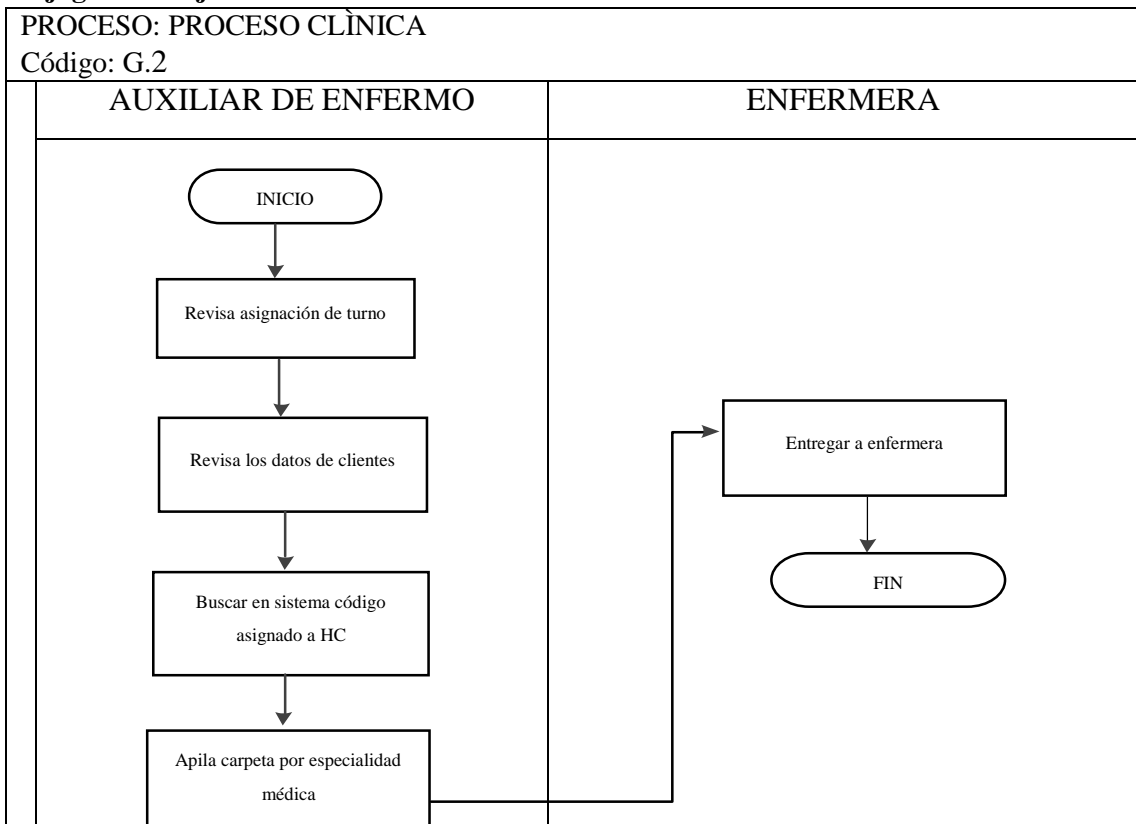 PROCESO: PROCESO CLÌNICA
Código: G.2
AUXILIAR DE ENFERMO
ENFERMERA
INICIO
Revisa asignación de turno
Revisa los datos de clientes
Buscar en sistema código
asignado a HC
Apila carpeta por especialidad
médica
Entregar a enfermera
FIN